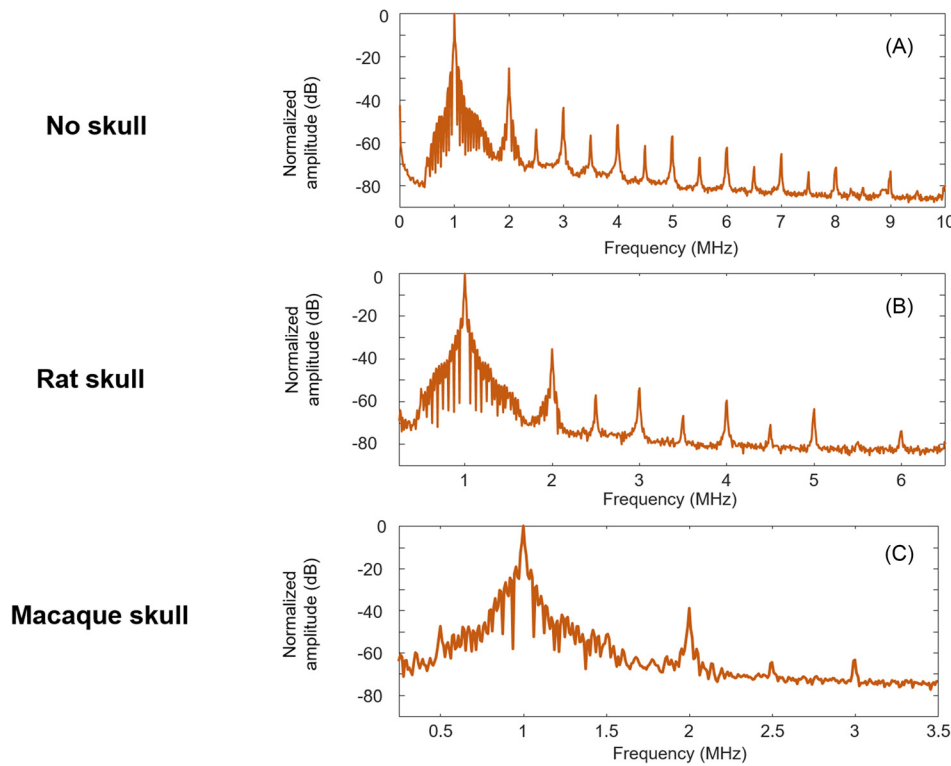 No skull
Normalized
amplitude (dB)
0
-20
-40
-60
-80
(A)
0 1 2 3 4 5 6 7 8 9 10
Frequency (MHz)
Rat skull
Normalized
amplitude (dB)
0
-20
-40
-60
-80
(B)
1 2 3 4 5 6
Frequency (MHz)
Macaque skull
Normalized
amplitude (dB)
0
-20
-40
-60
-80
(C)
0.5 1 1.5 2 2.5 3 3.5
Frequency (MHz)